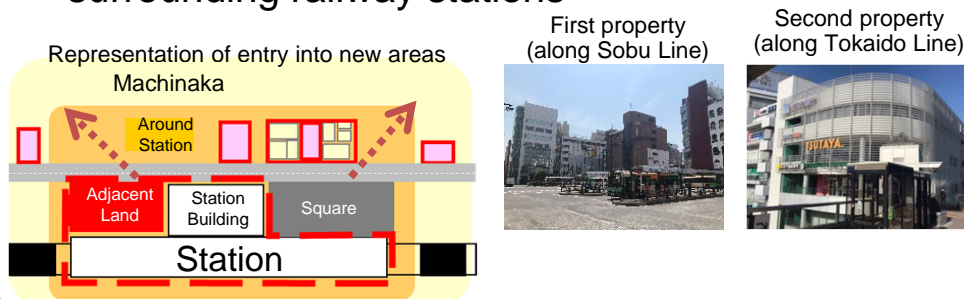 surrounding railway stations
Representation of entry into new areas
Machinaka
Around
Station
Adjacent
Land
Station
Building
Square
Station
First property
(along Sobu Line)
Second property
(along Tokaido Line)
TSUTAYA.